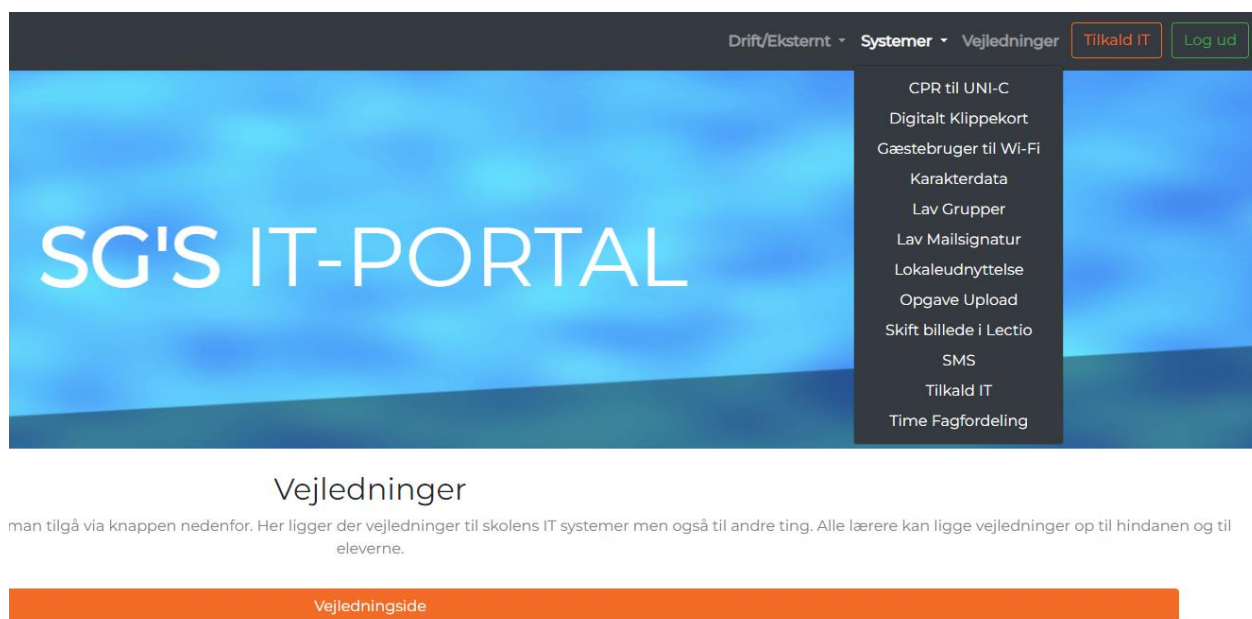 Drift/Eksternt Systemer Vejledninger Tilkald IT Log ud
CPR til UNI-C
Digitalt Klippekort
Gæstebruger til Wi-Fi
Karakterdata
Lav Grupper
Lav Mailsignatur
Lokaleudnyttelse
Opgave Upload
Skift billede i Lectio
SMS
Tilkald IT
Time Fagfordeling
SG'S IT-PORTAL
Vejledninger
man tilgå via knappen nedenfor. Her ligger der vejledninger til skolens IT systemer men også til andre ting. Alle lærere kan ligge vejledninger op til hindanen og til
eleverne.
Vejledningside